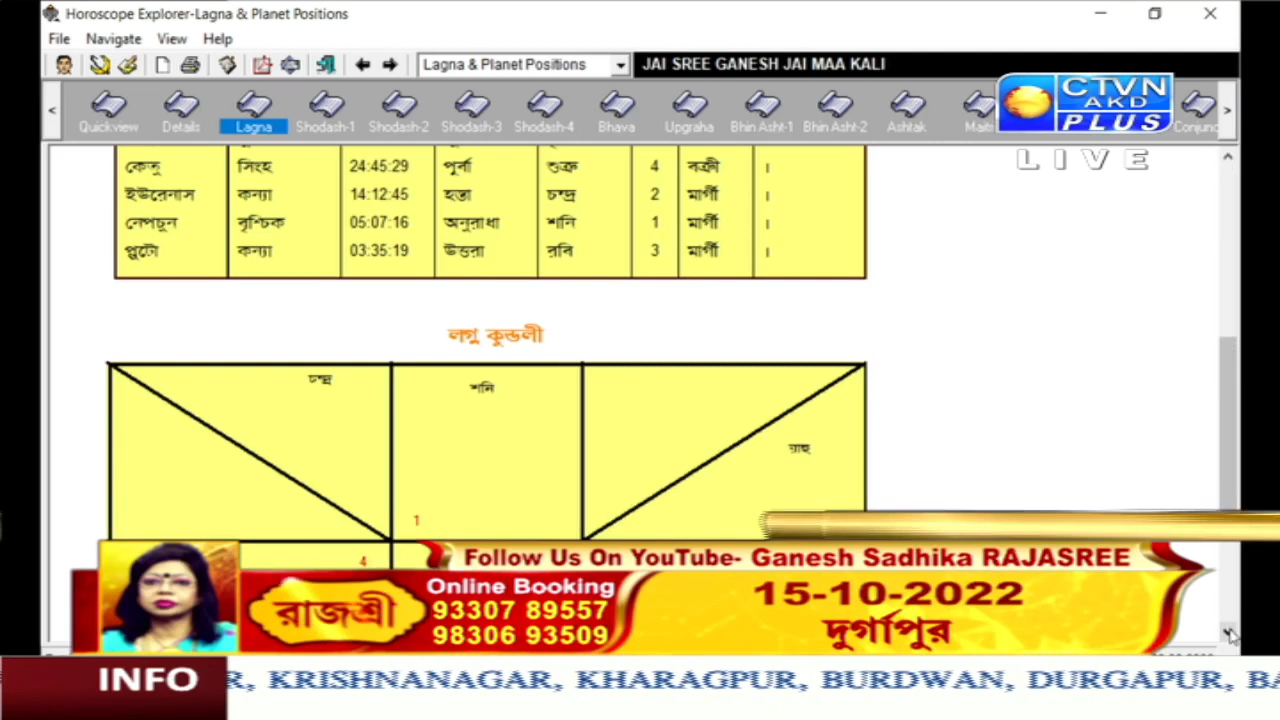 Horoscope Explorer-Lagna & Planet Positions
File Navigate View Help
Lagna & Planet Positions JAI SREE GANESH JAI MAA KALI
Quickview Details Lagna Shodash-1 Shodash-2 Shodash-3 Shodash-4 Bhava Upgraha Bhin Asht-1 Bhin Asht-2 Ashtak
CTVN
AKD
PLUS
LIVE
কেতু সিংহ 24:45:29 পূর্বা শুক্র 4 বক্রী ।
ইউরেনাস কন্যা 14:12:45 হস্তা চন্দ্র 2 মার্গী ।
নেপচুন বৃশ্চিক 05:07:16 অনুরাধা শনি 1 মার্গী ।
প্লুটো কন্যা 03:35:19 উত্তরা রবি 3 মার্গী ।
লগ্ন কুন্ডলী
চন্দ্র শনি
রাহু
1
4
Follow Us On YouTube- Ganesh Sadhika RAJASREE
রাজশ্রী
Online Booking
93307 89557
98306 93509
15-10-2022
দুর্গাপুর
INFO R, KRISHNANAGAR, KHARAGPUR, BURDWAN, DURGAPUR, BA